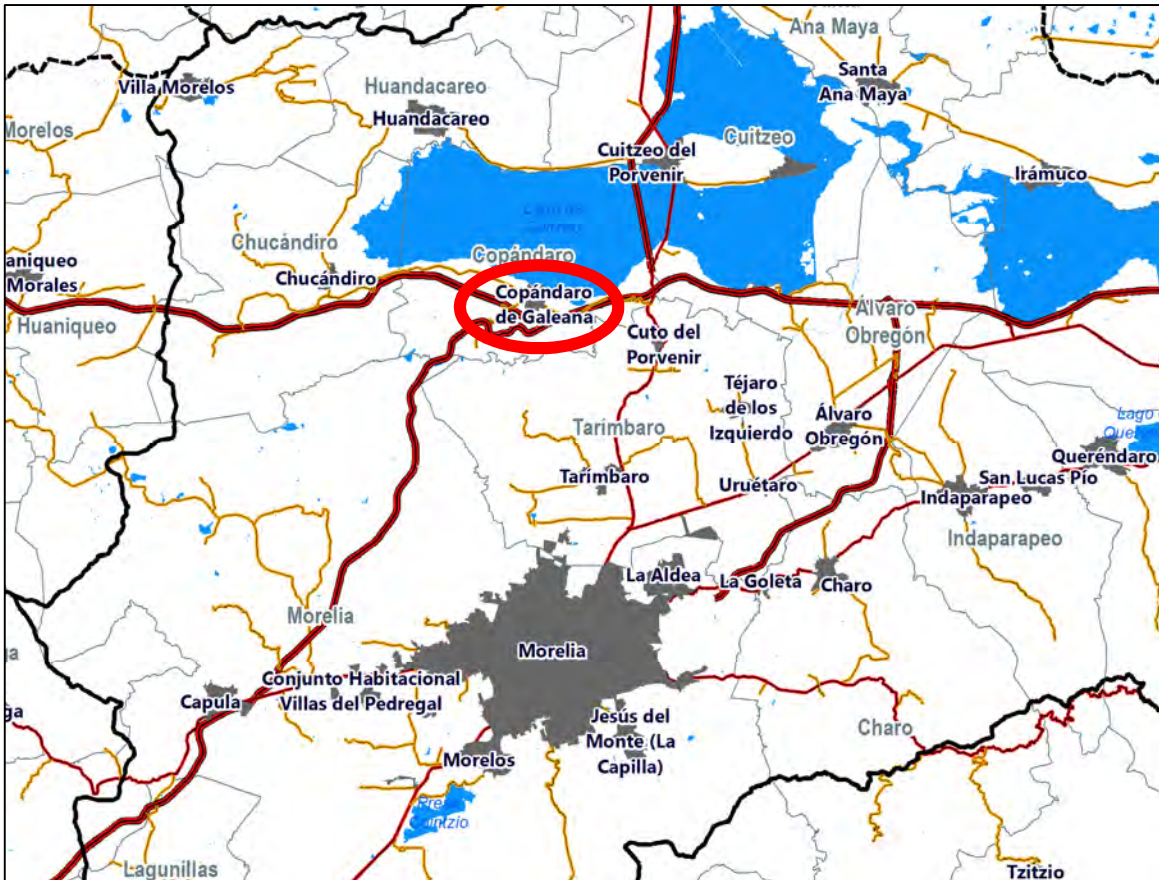 Ana Maya
Santa
Ana Maya
Villa Morelos
Huandacareo
Huandacareo
Morelos
Cuitzeo del
Porvenir
Cuitzeo
Irámuco
Chucándiro
Copándaro
Chucándiro
aniqueo
Morales
Huaniqueo
Copándaro
de Galeana
Álvaro
Obregón
Cuto del
Porvenir
Téjaro
de los
Izquierdo
Álvaro
Obregón
Lago
Queréndaro
Tarímbaro
Tarímbaro
Uruétaro
San Lucas Pío
Indaparapeo
Indaparapeo
La Aldea
La Goleta
Charo
Morelia
Morelia
Conjunto Habitacional
Villas del Pedregal
Capula
ga
Jesús del
Monte (La
Capilla)
Charo
Morelos
Cointzio
Lagunillas
Tzitzio